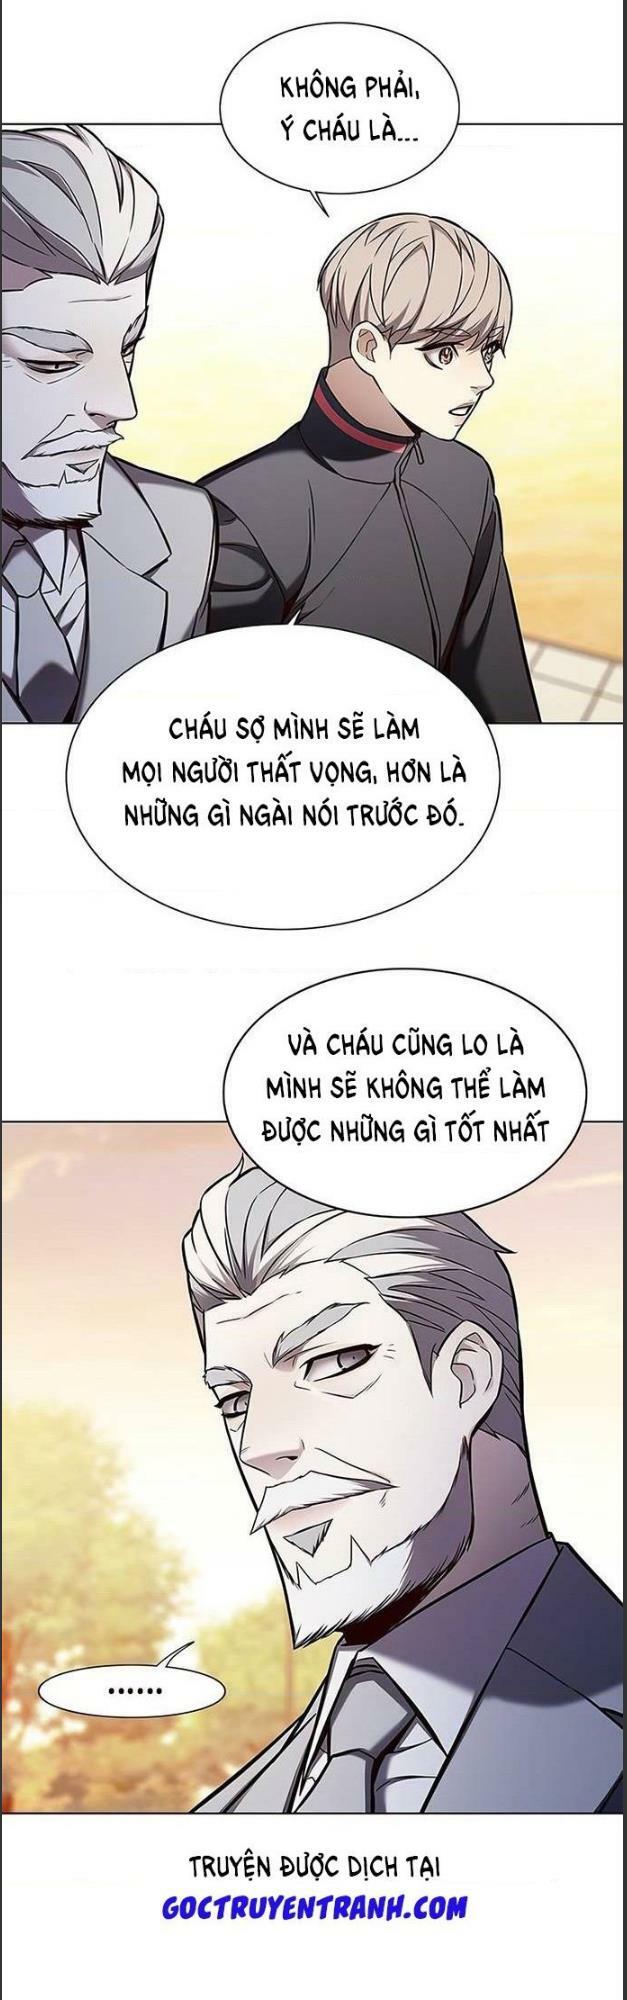 KHÔNG PHẢI,
Ý CHÁU LÀ...
CHÁU SỢ MÌNH SẼ LÀM
MỌI NGƯỜI THẤT VỌNG, HƠN LÀ
NHỮNG GÌ NGÀI NÓI TRƯỚC ĐÓ.
VÀ CHÁU CŨNG LO LÀ
MÌNH SẼ KHÔNG THỂ LÀM
ĐƯỢC NHỮNG GÌ TỐT NHẤT
......
TRUYỆN ĐƯỢC DỊCH TẠI
GOCTRUYENTRANH.COM